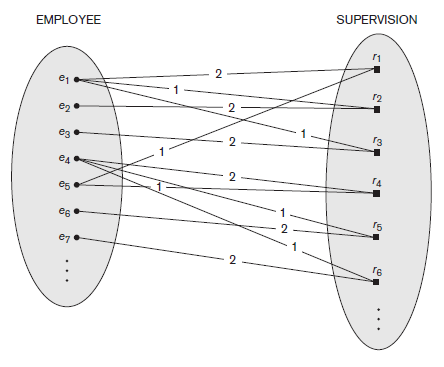 EMPLOYEE SUPERVISION
e1
e2
e3
e4
e5
e6
e7
2
1
2
1
2
1
2
1
1
2
1
2
r1
r2
r3
r4
r5
r6